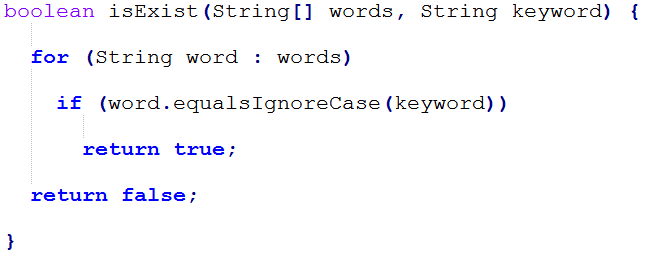 boolean isExist(String[] words, String keyword) {
for (String word : words)
if (word.equalsIgnoreCase(keyword))
return true;
return false;
}